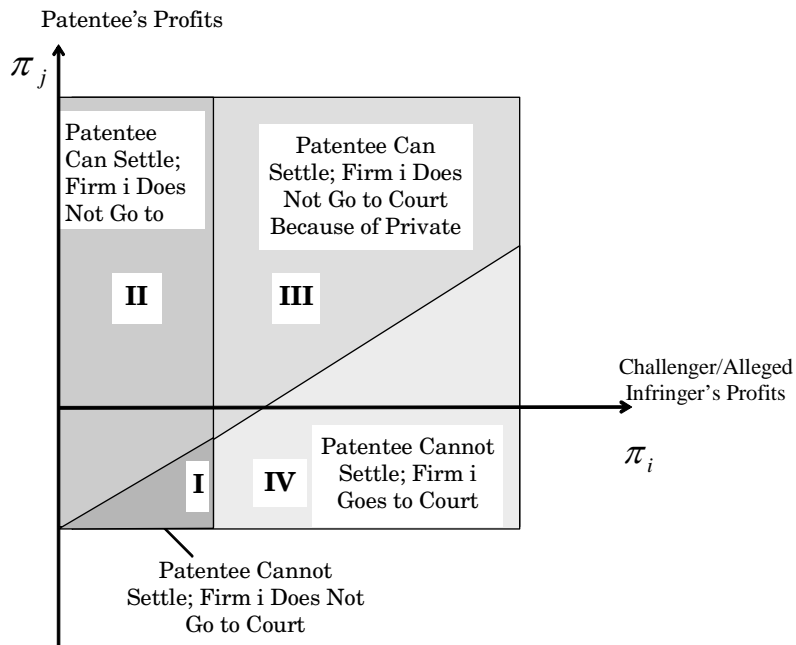 Patentee's Profits
π j
Patentee
Can Settle;
Firm i Does
Not Go to
Patentee Can
Settle; Firm i Does
Not Go to Court
Because of Private
II
III
Challenger/Alleged
Infringer's Profits
π i
Patentee Cannot
Settle; Firm i
Goes to Court
I
IV
Patentee Cannot
Settle; Firm i Does Not
Go to Court